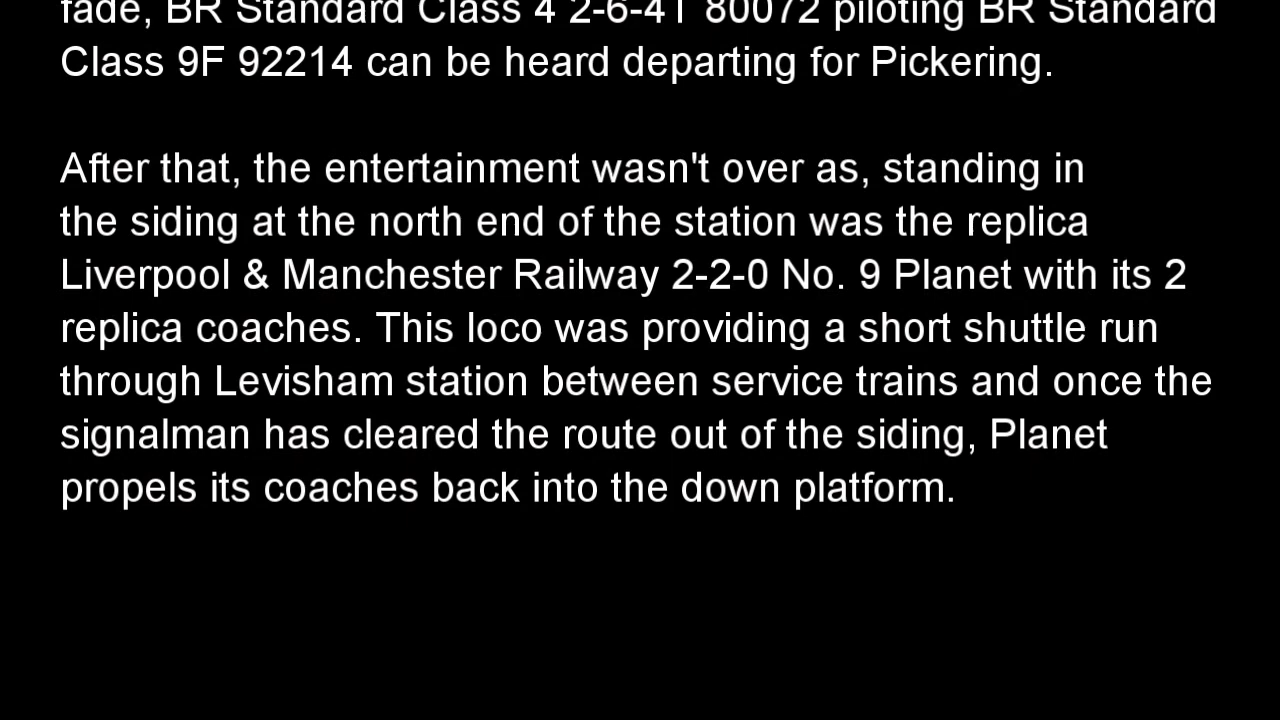 fade, BR Standard Class 4 2-6-4T 80072 piloting BR Standard
Class 9F 92214 can be heard departing for Pickering.
After that, the entertainment wasn't over as, standing in
the siding at the north end of the station was the replica
Liverpool & Manchester Railway 2-2-0 No. 9 Planet with its 2
replica coaches. This loco was providing a short shuttle run
through Levisham station between service trains and once the
signalman has cleared the route out of the siding, Planet
propels its coaches back into the down platform.